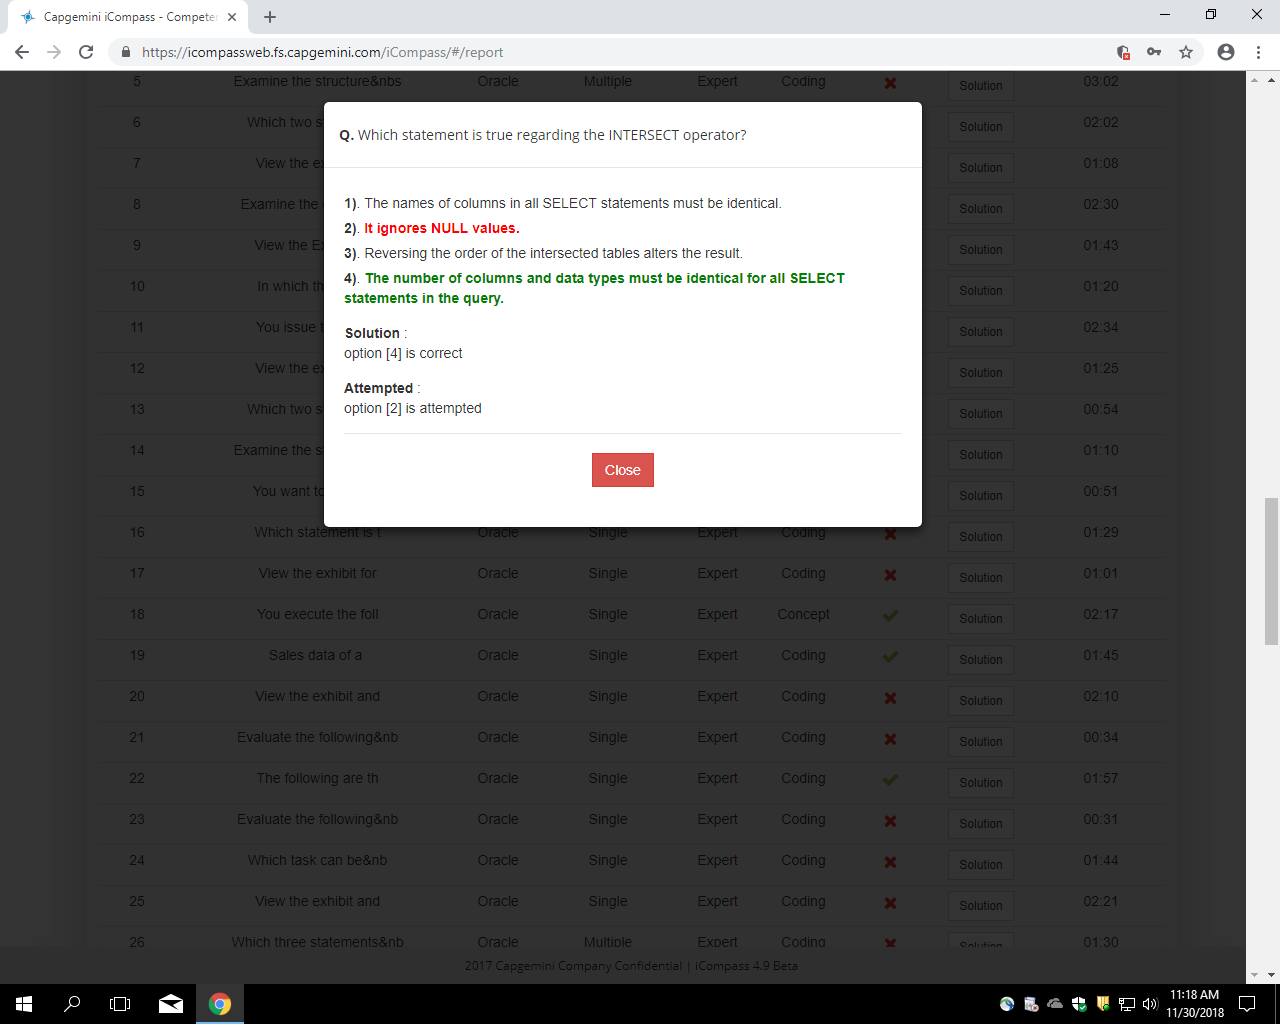 Capgemini iCompass - Competer
https://icompassweb.fs.capgemini.com/iCompass/#/report
5 Examine the structure&nbs Oracle Multiple Expert Coding Solution 03:02
Q. Which statement is true regarding the INTERSECT operator?
1). The names of columns in all SELECT statements must be identical.
2). It ignores NULL values.
3). Reversing the order of the intersected tables alters the result.
4). The number of columns and data types must be identical for all SELECT
statements in the query.
Solution :
option [4] is correct
Attempted :
option [2] is attempted
Close
6 Which two s Solution 02:02
7 View the ex Solution 01:08
8 Examine the Solution 02:30
9 View the E Solution 01:43
10 In which th Solution 01:20
11 You issue t Solution 02:34
12 View the ex Solution 01:25
13 Which two s Solution 00:54
14 Examine the s Solution 01:10
15 You want to Solution 00:51
16 Which statement is t Oracle Single Expert Coding Solution 01:29
17 View the exhibit for Oracle Single Expert Coding Solution 01:01
18 You execute the foll Oracle Single Expert Concept Solution 02:17
19 Sales data of a Oracle Single Expert Coding Solution 01:45
20 View the exhibit and Oracle Single Expert Coding Solution 02:10
21 Evaluate the following&nb Oracle Single Expert Coding Solution 00:34
22 The following are th Oracle Single Expert Coding Solution 01:57
23 Evaluate the following&nb Oracle Single Expert Coding Solution 00:31
24 Which task can be&nb Oracle Single Expert Coding Solution 01:44
25 View the exhibit and Oracle Single Expert Coding Solution 02:21
26 Which three statements&nb Oracle Multiple Expert Coding Solution 01:30
2017 Capgemini Company Confidential | iCompass 4.9 Beta
11:18 AM
11/30/2018